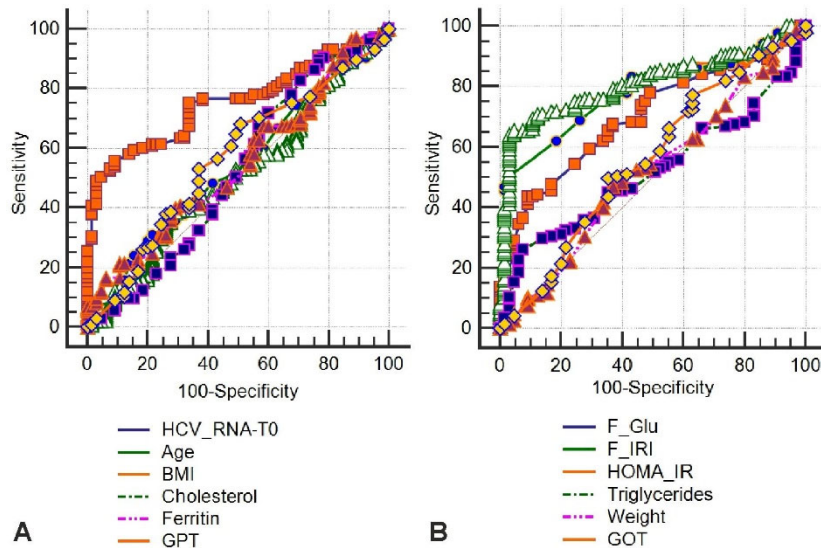 100
80
60
40
20
0
Sensitivity
0 20 40 60 80 100
100-Specificity
HCV_RNA-T0
Age
BMI
Cholesterol
Ferritin
GPT
A
100
80
60
40
20
0
Sensitivity
0 20 40 60 80 100
100-Specificity
F_Glu
F_IRI
HOMA_IR
Triglycerides
Weight
GOT
B